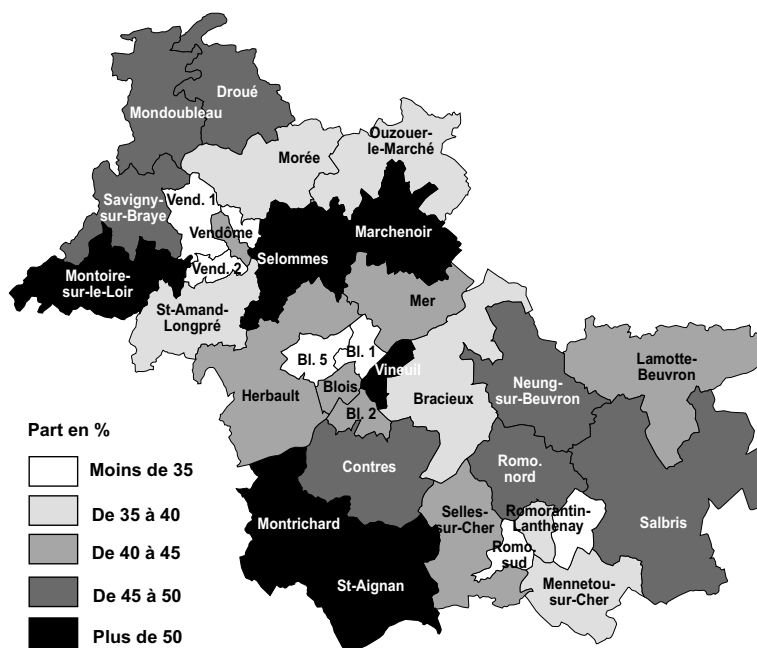 Droué
Mondoubleau
Ouzouer-
le-Marché
Morée
Vend. 1
Savigny-
sur-Braye
Vendôme
Marchenoir
Selommes
Vend. 2
Montoire-
sur-le-Loir
St-Amand-
Longpré
Mer
Bl. 1
Bl. 5
Vineuil
Lamotte-
Beuvron
Blois
Neung-
sur-Beuvron
Herbault
Bracieux
Bl. 2
Part en %
Moins de 35
De 35 à 40
De 40 à 45
De 45 à 50
Plus de 50
Contres
Romo.
nord
Montrichard
Selles-
sur-Cher
Romorantin-
Lanthenay
Salbris
Romo.
sud
St-Aignan
Mennetou-
sur-Cher